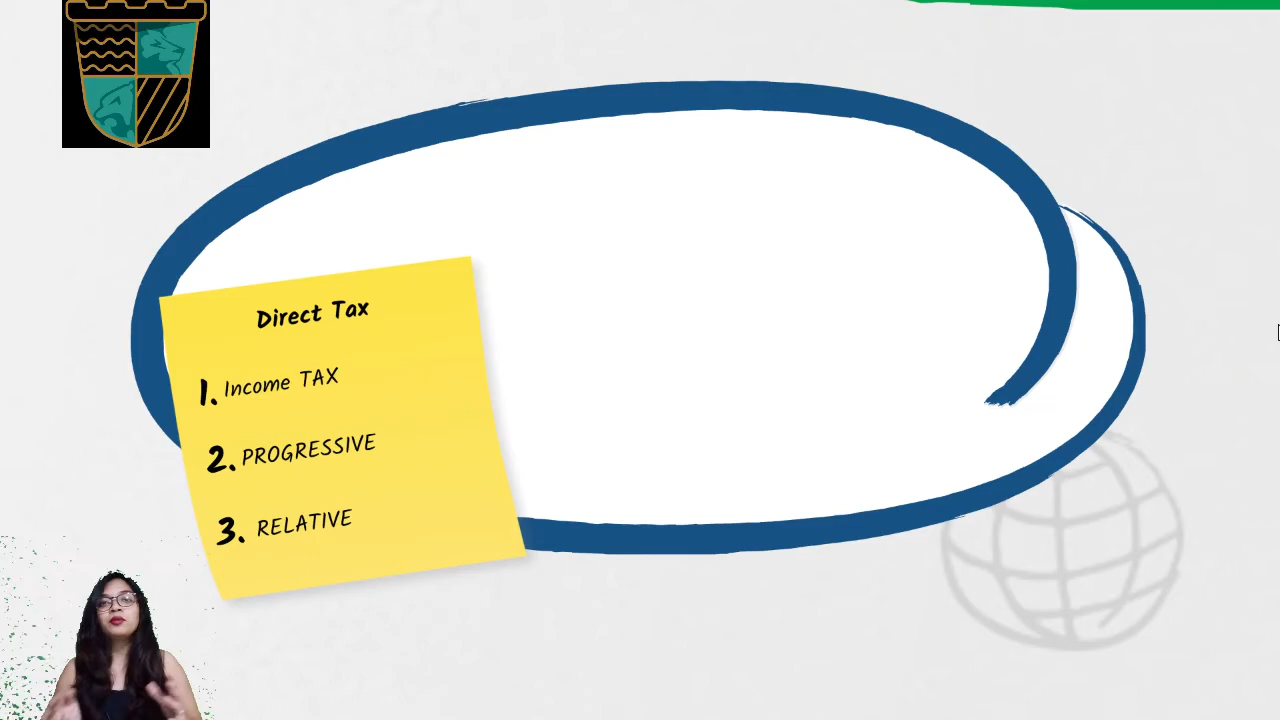 Direct Tax
1. Income TAX
2. PROGRESSIVE
3. RELATIVE